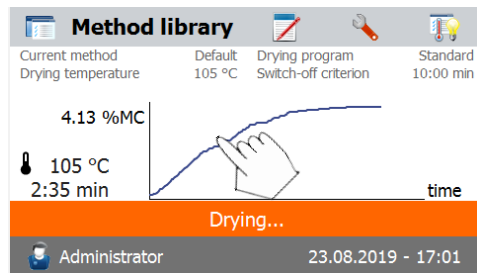 Method library
Current method Default Drying program Standard
Drying temperature 105 °C Switch-off criterion 10:00 min
4.13 %MC
105 °C
2:35 min time
Drying...
Administrator 23.08.2019 - 17:01